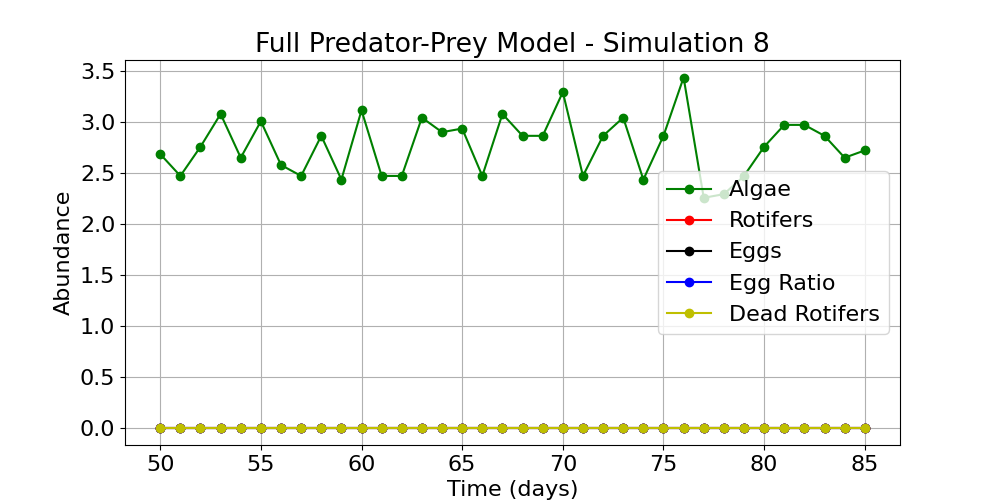 Full Predator-Prey Model - Simulation 8
Abundance
3.5
3.0
2.5
2.0
1.5
1.0
0.5
0.0
Algae
Rotifers
Eggs
Egg Ratio
Dead Rotifers
50 55 60 65 70 75 80 85
Time (days)